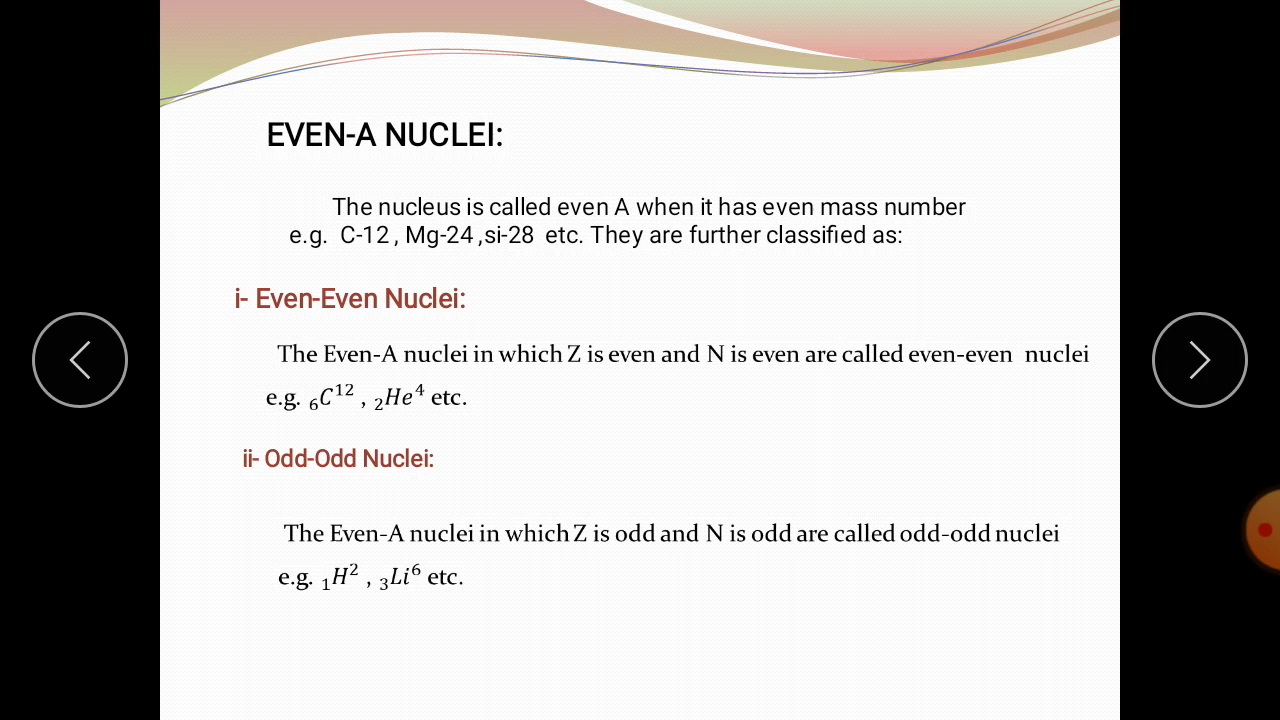 EVEN-A NUCLEI:
The nucleus is called even A when it has even mass number
e.g. C-12 , Mg-24 ,si-28 etc. They are further classified as:
i- Even-Even Nuclei:
The Even-A nuclei in which Z is even and N is even are called even-even nuclei
e.g. ₆C¹² , ₂He⁴ etc.
ii- Odd-Odd Nuclei:
The Even-A nuclei in which Z is odd and N is odd are called odd-odd nuclei
e.g. ₁H² , ₃Li⁶ etc.